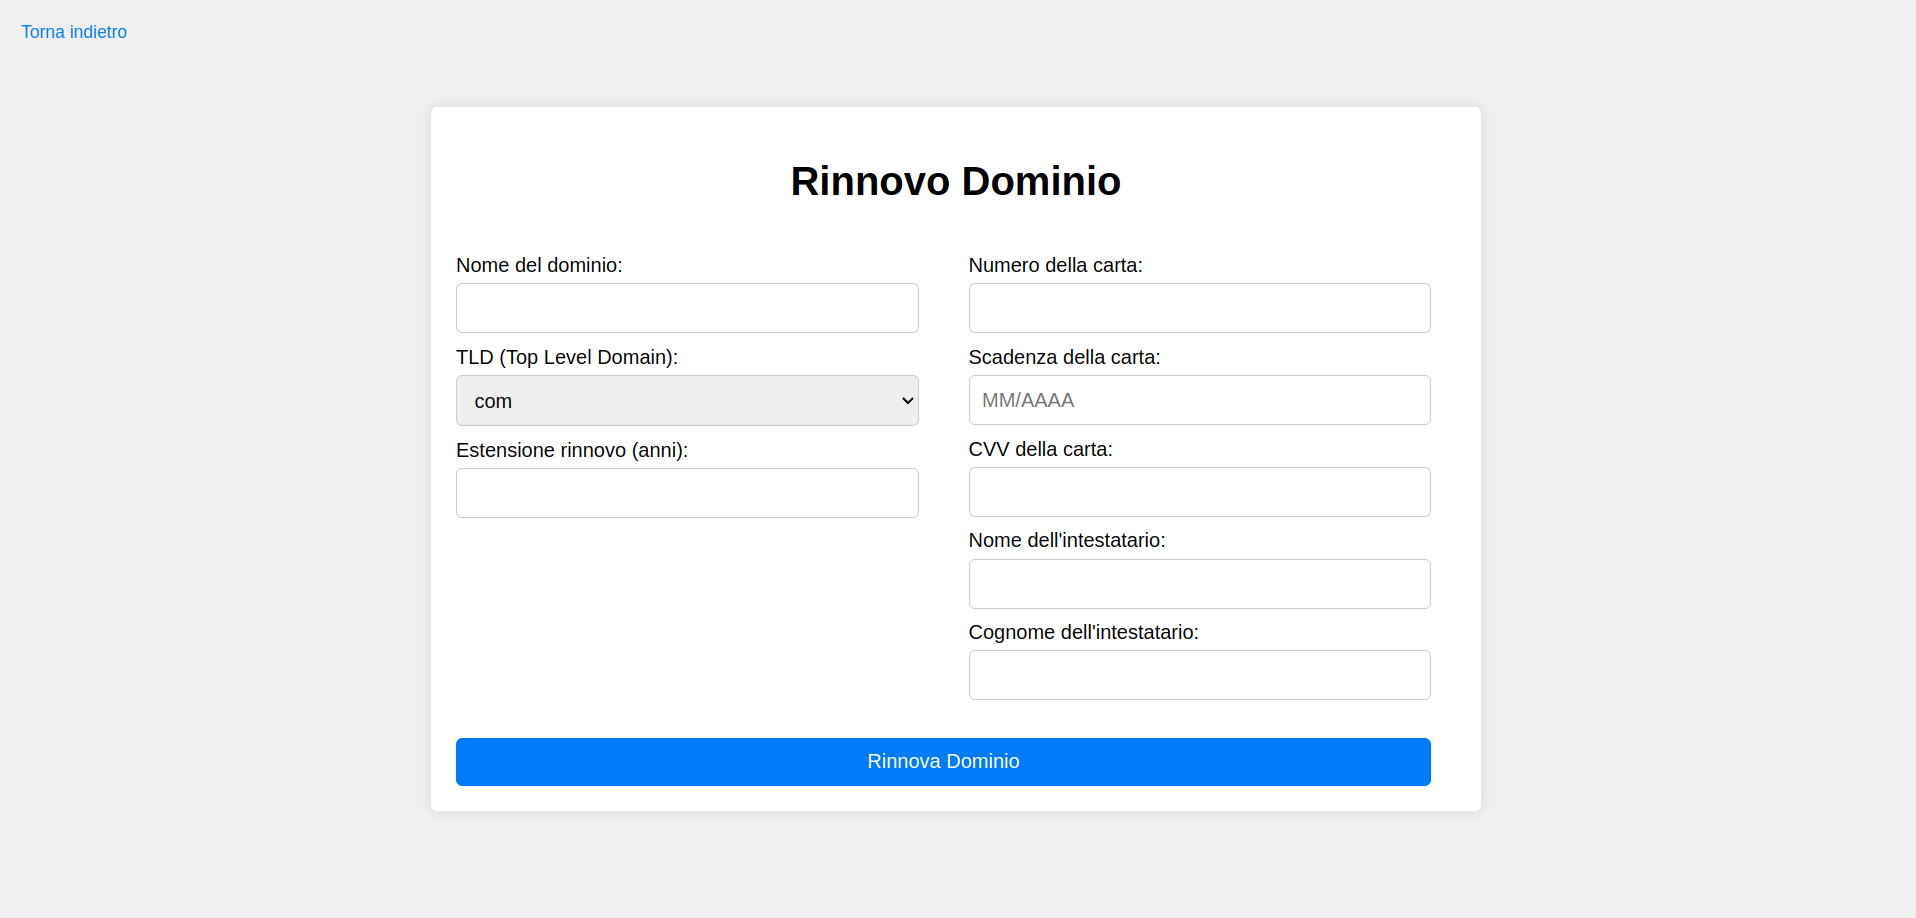 Torna indietro
Rinnovo Dominio
Nome del dominio:
TLD (Top Level Domain):
com
Estensione rinnovo (anni):
Numero della carta:
Scadenza della carta:
MM/AAAA
CVV della carta:
Nome dell'intestatario:
Cognome dell'intestatario:
Rinnova Dominio